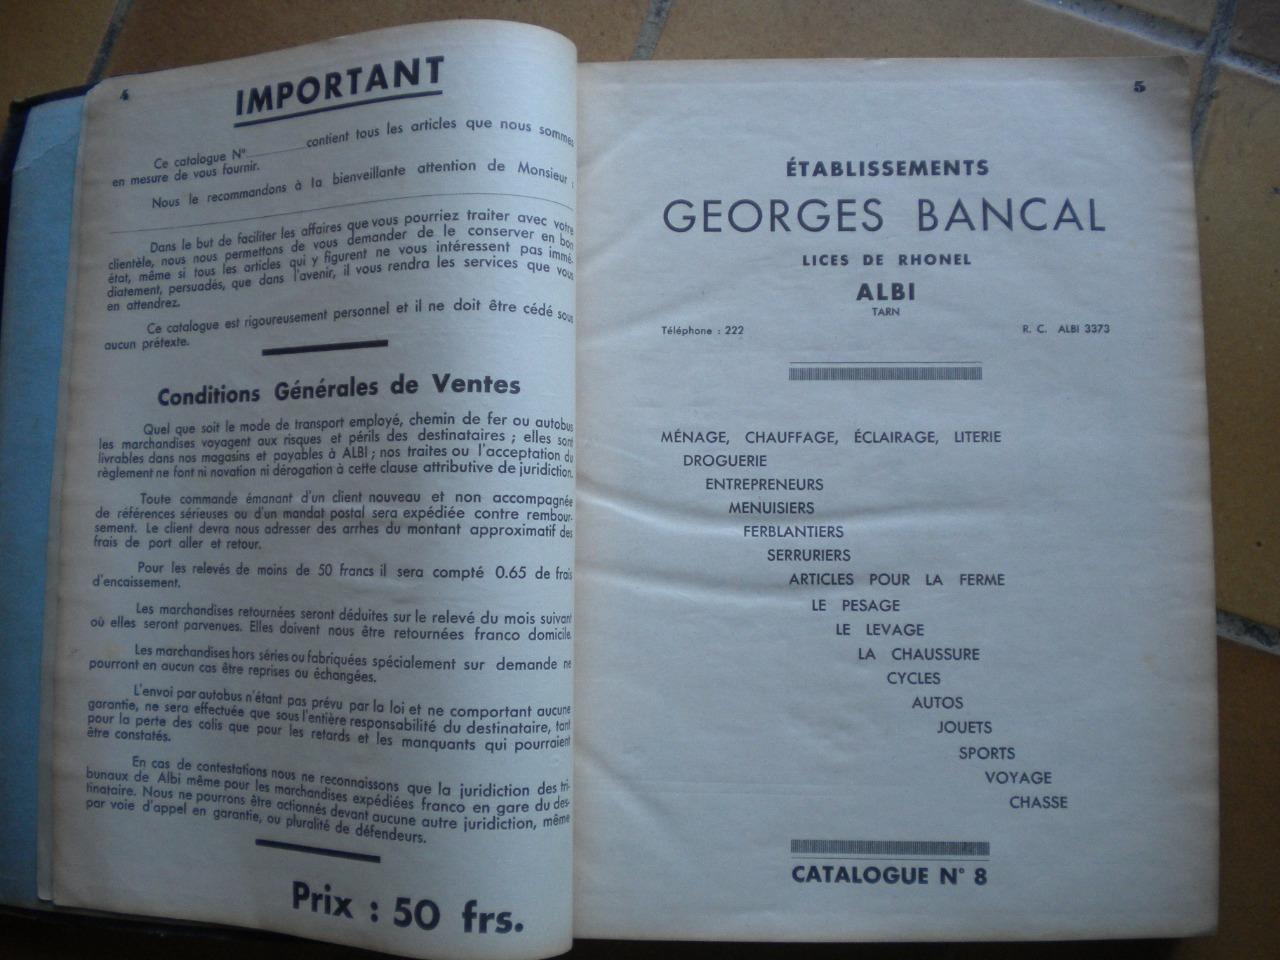 4
IMPORTANT
Ce catalogue N° contient tous les articles que nous sommes
en mesure de vous fournir.
Nous le recommandons à la bienveillante attention de Monsieur :
Dans le but de faciliter les affaires que vous pourriez traiter avec votre
clientèle, nous nous permettons de vous demander de le conserver en bon
état, même si tous les articles qui y figurent ne vous intéressent pas immé-
diatement, persuadés, que dans l'avenir, il vous rendra les services que vous
en attendrez.
Ce catalogue est rigoureusement personnel et il ne doit être cédé sous
aucun prétexte.
Conditions Générales de Ventes
Quel que soit le mode de transport employé, chemin de fer ou autobus
les marchandises voyagent aux risques et périls des destinataires ; elles sont
livrables dans nos magasins et payables à ALBI ; nos traites ou l'acceptation du
règlement ne font ni novation ni dérogation à cette clause attributive de juridiction.
Toute commande émanant d'un client nouveau et non accompagnée
de références sérieuses ou d'un mandat postal sera expédiée contre rembour-
sement. Le client devra nous adresser des arrhes du montant approximatif des
frais de port aller et retour.
Pour les relevés de moins de 50 francs il sera compté 0.65 de frais
d'encaissement.
Les marchandises retournées seront déduites sur le relevé du mois suivant
où elles seront parvenues. Elles doivent nous être retournées franco domicile.
Les marchandises hors séries ou fabriquées spécialement sur demande ne
pourront en aucun cas être reprises ou échangées.
L'envoi par autobus n'étant pas prévu par la loi et ne comportant aucune
garantie, ne sera effectuée que sous l'entière responsabilité du destinataire, tant
pour la perte des colis que pour les retards et les manquants qui pourraient
être constatés.
En cas de contestations nous ne reconnaissons que la juridiction des tri-
bunaux de Albi même pour les marchandises expédiées franco en gare du des-
tinataire. Nous ne pourrons être actionnés devant aucune autre juridiction, même
par voie d'appel en garantie, ou pluralité de défendeurs.
Prix : 50 frs.
5
ÉTABLISSEMENTS
GEORGES BANCAL
LICES DE RHONEL
ALBI
TARN
Téléphone : 222 R. C. ALBI 3373
MÉNAGE, CHAUFFAGE, ÉCLAIRAGE, LITERIE
DROGUERIE
ENTREPRENEURS
MENUISIERS
FERBLANTIERS
SERRURIERS
ARTICLES POUR LA FERME
LE PESAGE
LE LEVAGE
LA CHAUSSURE
CYCLES
AUTOS
JOUETS
SPORTS
VOYAGE
CHASSE
CATALOGUE N° 8